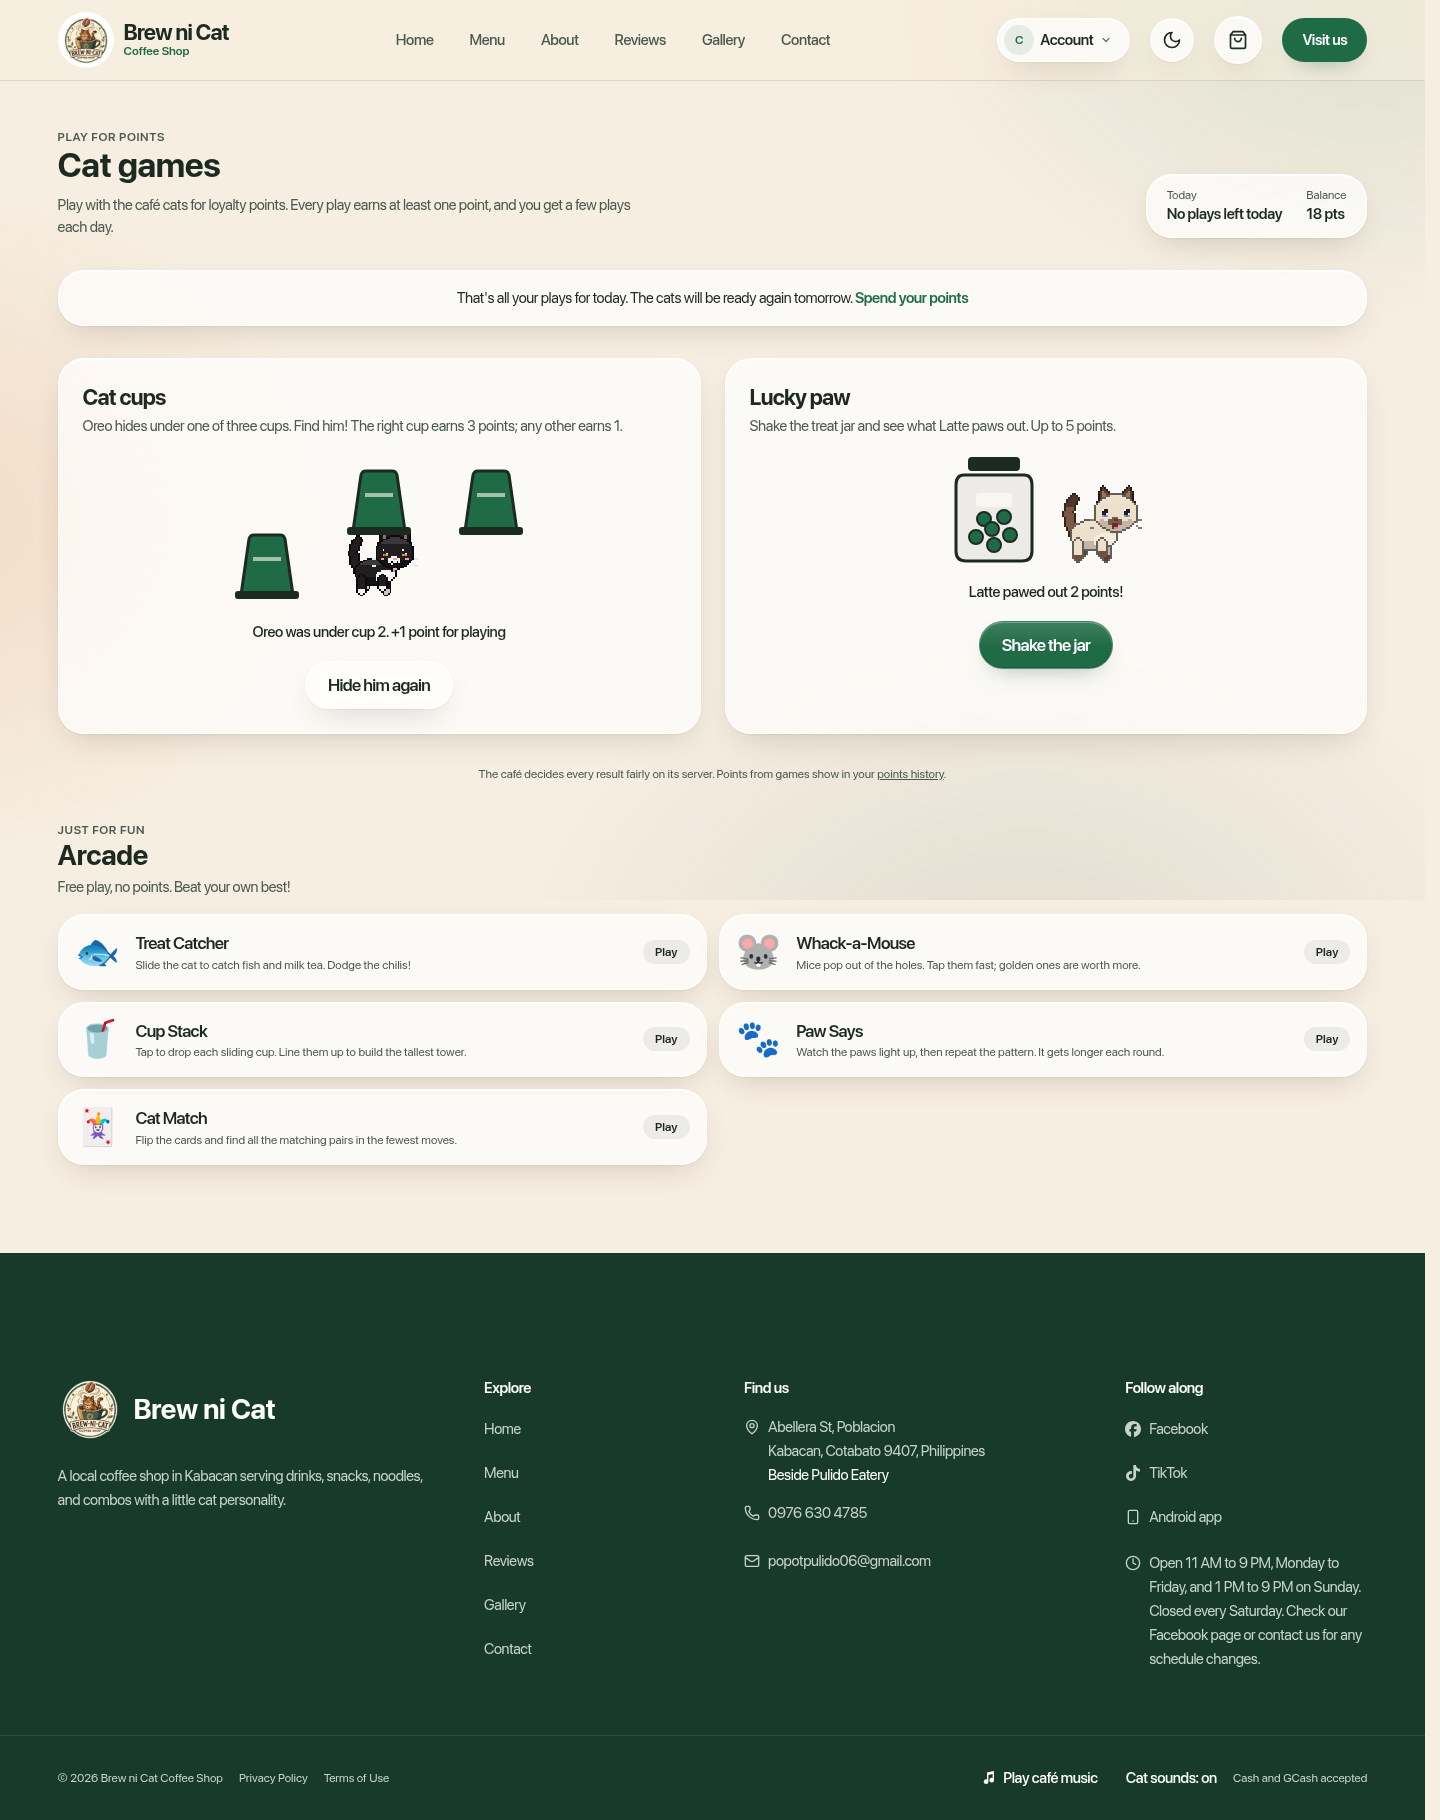 Brew ni Cat
Coffee Shop
Home
Menu
About
Reviews
Gallery
Contact
C
Account
Visit us
PLAY FOR POINTS
Cat games
Play with the café cats for loyalty points. Every play earns at least one point, and you get a few plays
each day.
Today
No plays left today
Balance
18 pts
That's all your plays for today. The cats will be ready again tomorrow. Spend your points
Cat cups
Oreo hides under one of three cups. Find him! The right cup earns 3 points; any other earns 1.
Oreo was under cup 2. +1 point for playing
Hide him again
Lucky paw
Shake the treat jar and see what Latte paws out. Up to 5 points.
Latte pawed out 2 points!
Shake the jar
The café decides every result fairly on its server. Points from games show in your points history.
JUST FOR FUN
Arcade
Free play, no points. Beat your own best!
Treat Catcher
Slide the cat to catch fish and milk tea. Dodge the chilis!
Play
Whack-a-Mouse
Mice pop out of the holes. Tap them fast; golden ones are worth more.
Play
Cup Stack
Tap to drop each sliding cup. Line them up to build the tallest tower.
Play
Paw Says
Watch the paws light up, then repeat the pattern. It gets longer each round.
Play
Cat Match
Flip the cards and find all the matching pairs in the fewest moves.
Play
BREW-NI-CAT
Brew ni Cat
A local coffee shop in Kabacan serving drinks, snacks, noodles,
and combos with a little cat personality.
Explore
Home
Menu
About
Reviews
Gallery
Contact
Find us
Abellera St, Poblacion
Kabacan, Cotabato 9407, Philippines
Beside Pulido Eatery
0976 630 4785
popotpulido06@gmail.com
Follow along
Facebook
TikTok
Android app
Open 11 AM to 9 PM, Monday to
Friday, and 1 PM to 9 PM on Sunday.
Closed every Saturday. Check our
Facebook page or contact us for any
schedule changes.
© 2026 Brew ni Cat Coffee Shop
Privacy Policy
Terms of Use
Play café music
Cat sounds: on
Cash and GCash accepted